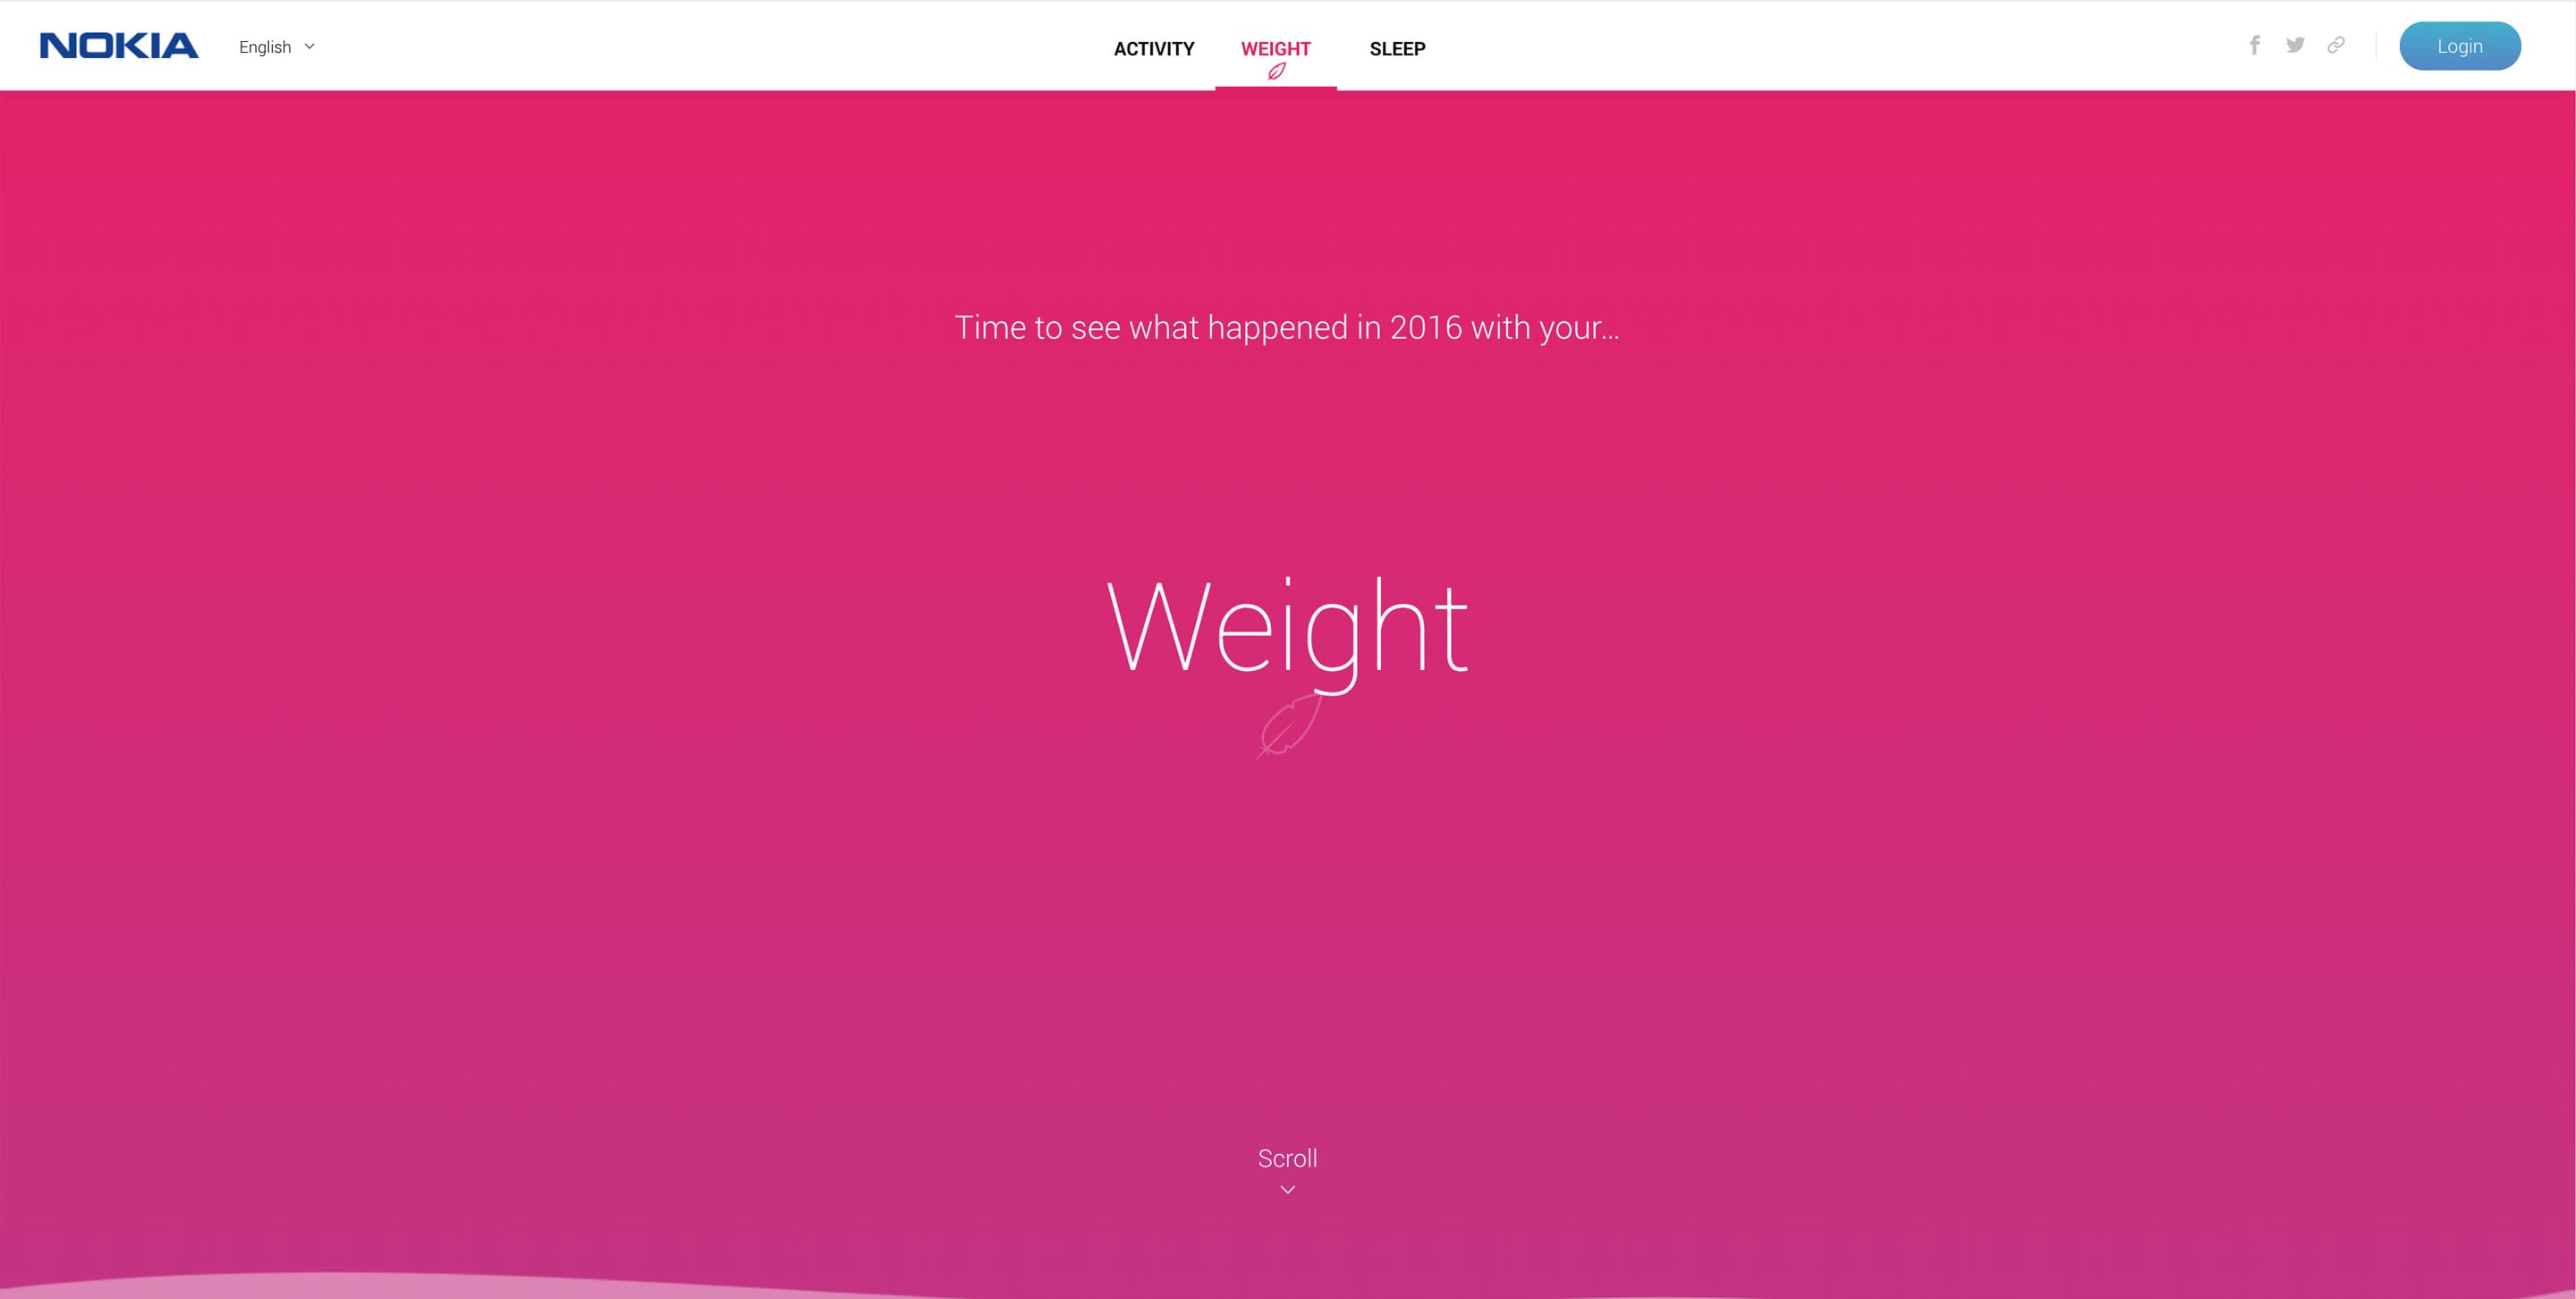 NOKIA
English
ACTIVITY
WEIGHT
SLEEP
Login
Time to see what happened in 2016 with your...
Weight
Scroll